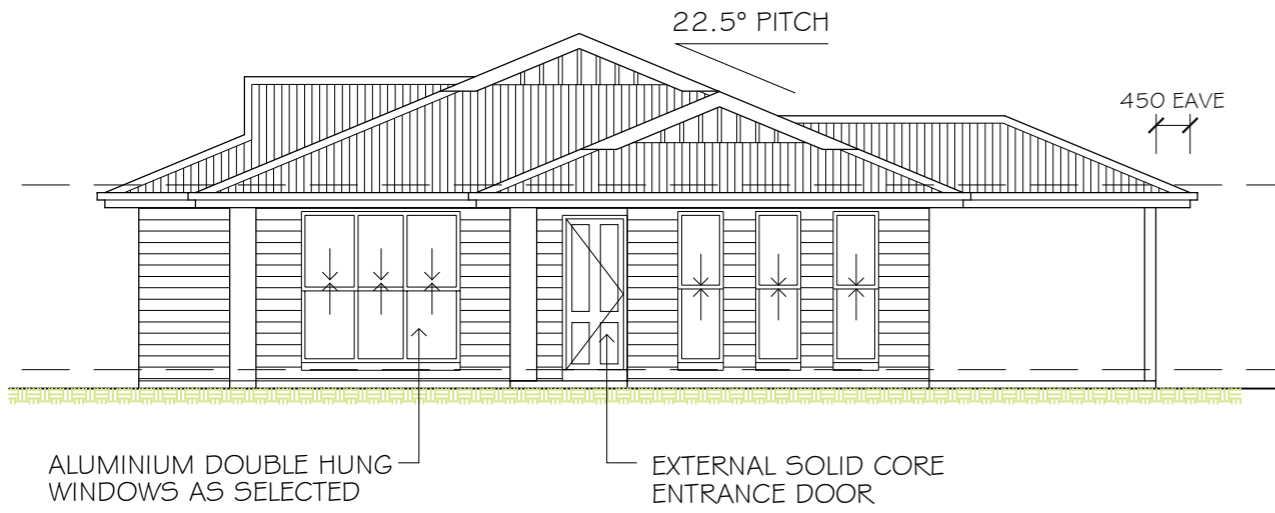 22.5° PITCH
450 EAVE
ALUMINIUM DOUBLE HUNG
WINDOWS AS SELECTED
EXTERNAL SOLID CORE
ENTRANCE DOOR